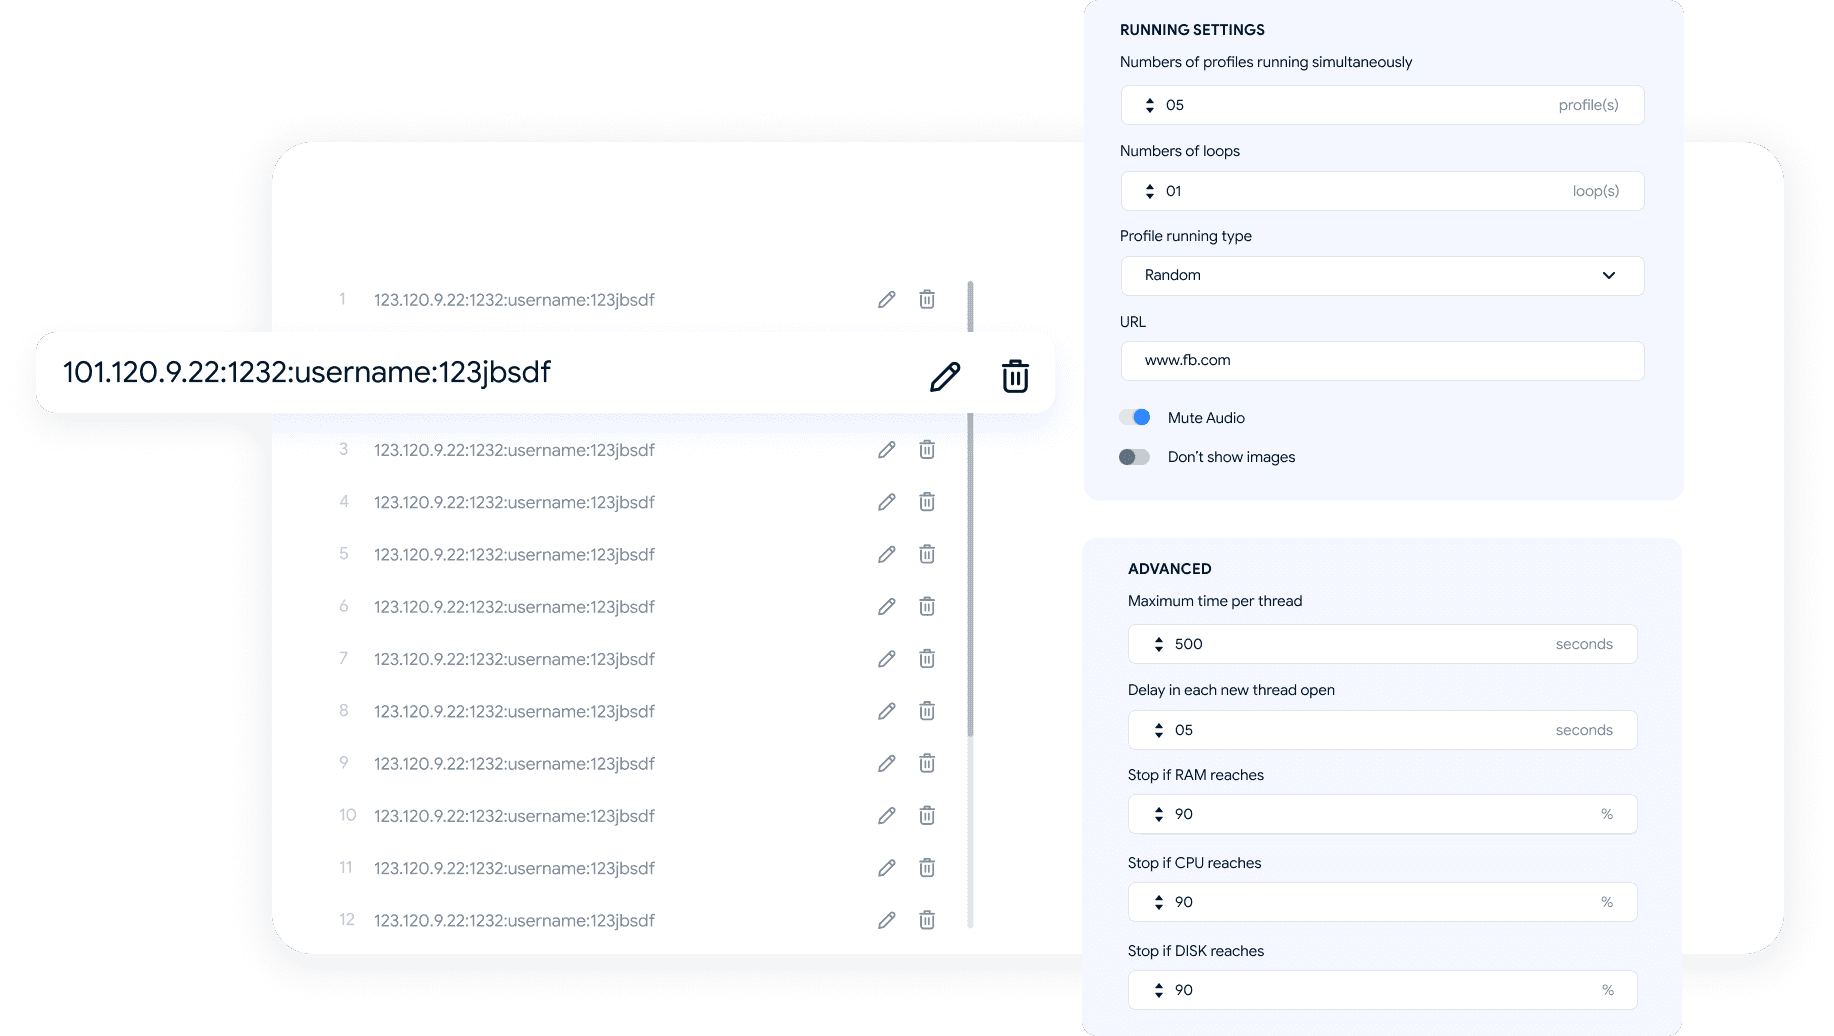 1 123.120.9.22:1232:username:123jbsdf
101.120.9.22:1232:username:123jbsdf
3 123.120.9.22:1232:username:123jbsdf
4 123.120.9.22:1232:username:123jbsdf
5 123.120.9.22:1232:username:123jbsdf
6 123.120.9.22:1232:username:123jbsdf
7 123.120.9.22:1232:username:123jbsdf
8 123.120.9.22:1232:username:123jbsdf
9 123.120.9.22:1232:username:123jbsdf
10 123.120.9.22:1232:username:123jbsdf
11 123.120.9.22:1232:username:123jbsdf
12 123.120.9.22:1232:username:123jbsdf
RUNNING SETTINGS
Numbers of profiles running simultaneously
05 profile(s)
Numbers of loops
01 loop(s)
Profile running type
Random
URL
www.fb.com
Mute Audio
Don’t show images
ADVANCED
Maximum time per thread
500 seconds
Delay in each new thread open
05 seconds
Stop if RAM reaches
90 %
Stop if CPU reaches
90 %
Stop if DISK reaches
90 %